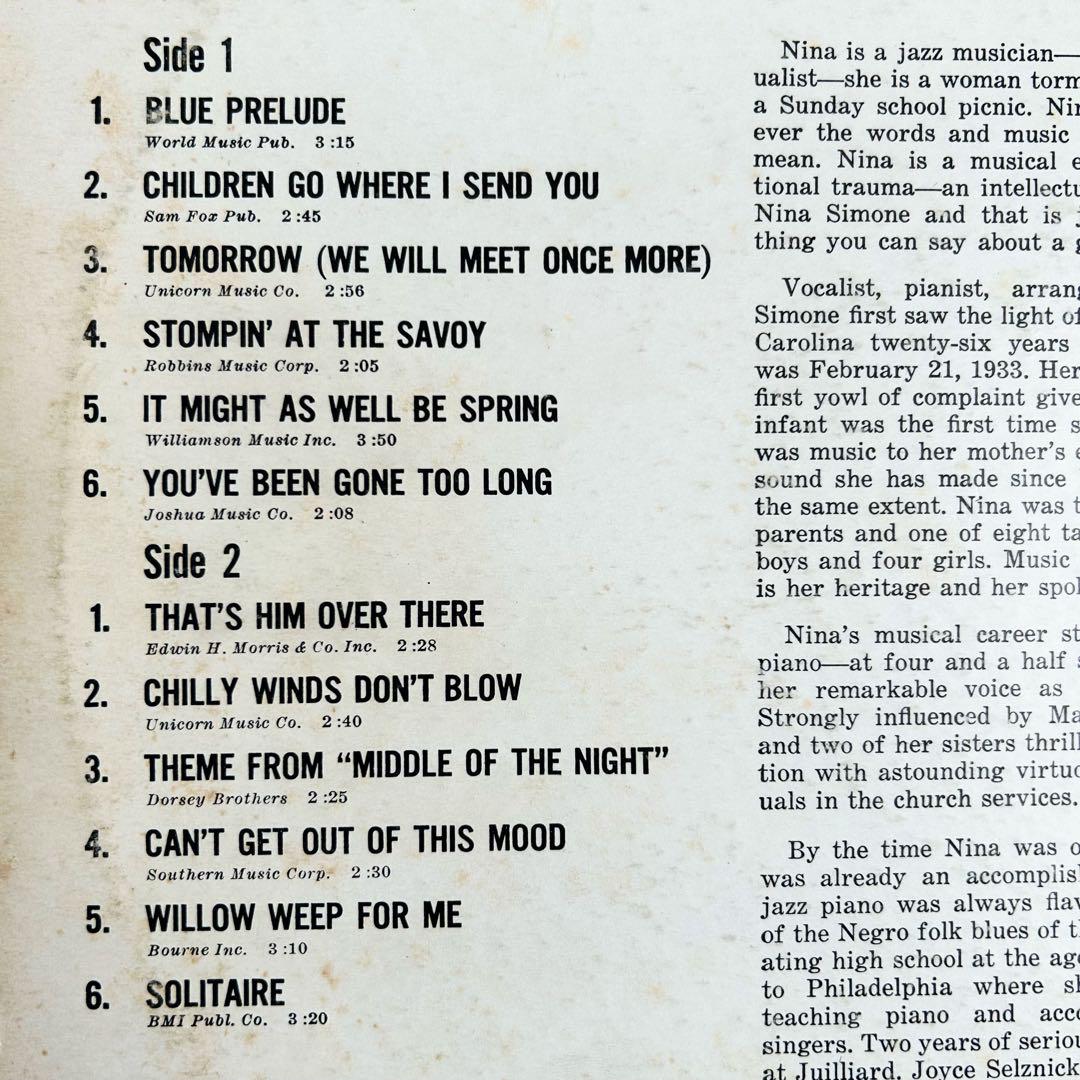 Side 1
1. BLUE PRELUDE
World Music Pub. 3:15
2. CHILDREN GO WHERE I SEND YOU
Sam Fox Pub. 2:45
3. TOMORROW (WE WILL MEET ONCE MORE)
Unicorn Music Co. 2:56
4. STOMPIN' AT THE SAVOY
Robbins Music Corp. 2:05
5. IT MIGHT AS WELL BE SPRING
Williamson Music Inc. 3:50
6. YOU'VE BEEN GONE TOO LONG
Joshua Music Co. 2:08
Side 2
1. THAT'S HIM OVER THERE
Edwin H. Morris & Co. Inc. 2:28
2. CHILLY WINDS DON'T BLOW
Unicorn Music Co. 2:40
3. THEME FROM “MIDDLE OF THE NIGHT”
Dorsey Brothers 2:25
4. CAN'T GET OUT OF THIS MOOD
Southern Music Corp. 2:30
5. WILLOW WEEP FOR ME
Bourne Inc. 3:10
6. SOLITAIRE
BMI Publ. Co. 3:20
Nina is a jazz musician—
ualist—she is a woman torm
a Sunday school picnic.
ever the words and music
mean. Nina is a musical
tional trauma—an intellectu
Nina Simone and that is
thing you can say about a
Vocalist, pianist, arrang
Simone first saw the light of
Carolina twenty-six years
was February 21, 1933. Her
first yowl of complaint give
infant was the first time
was music to her mother's
sound she has made since
the same extent. Nina was
parents and one of eight ta
boys and four girls. Music
is her heritage and her spo
Nina's musical career st
piano—at four and a half
her remarkable voice as
Strongly influenced by Ma
and two of her sisters thrill
tion with astounding virtuo
uals in the church services.
By the time Nina was
was already an accomplis
jazz piano was always flav
of the Negro folk blues of
ating high school at the age
to Philadelphia where
teaching piano and acco
singers. Two years of seriou
at Juilliard. Joyce Selznick